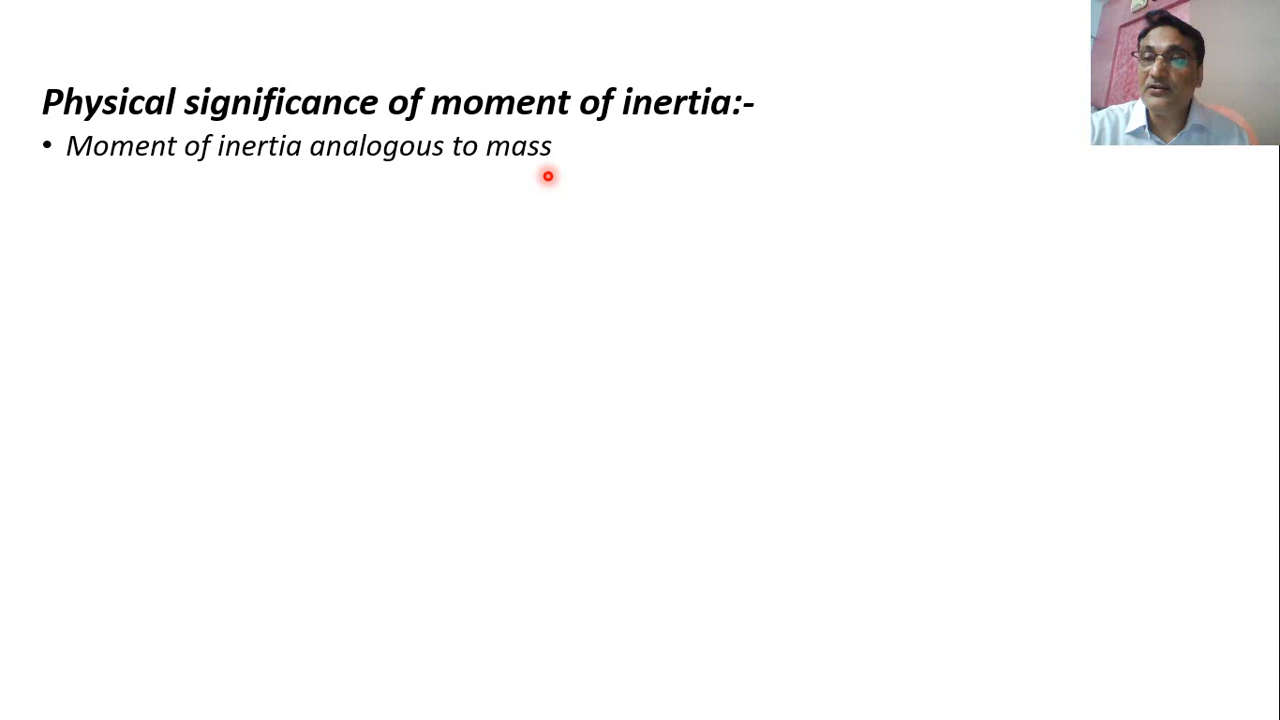 Physical significance of moment of inertia:-
• Moment of inertia analogous to mass